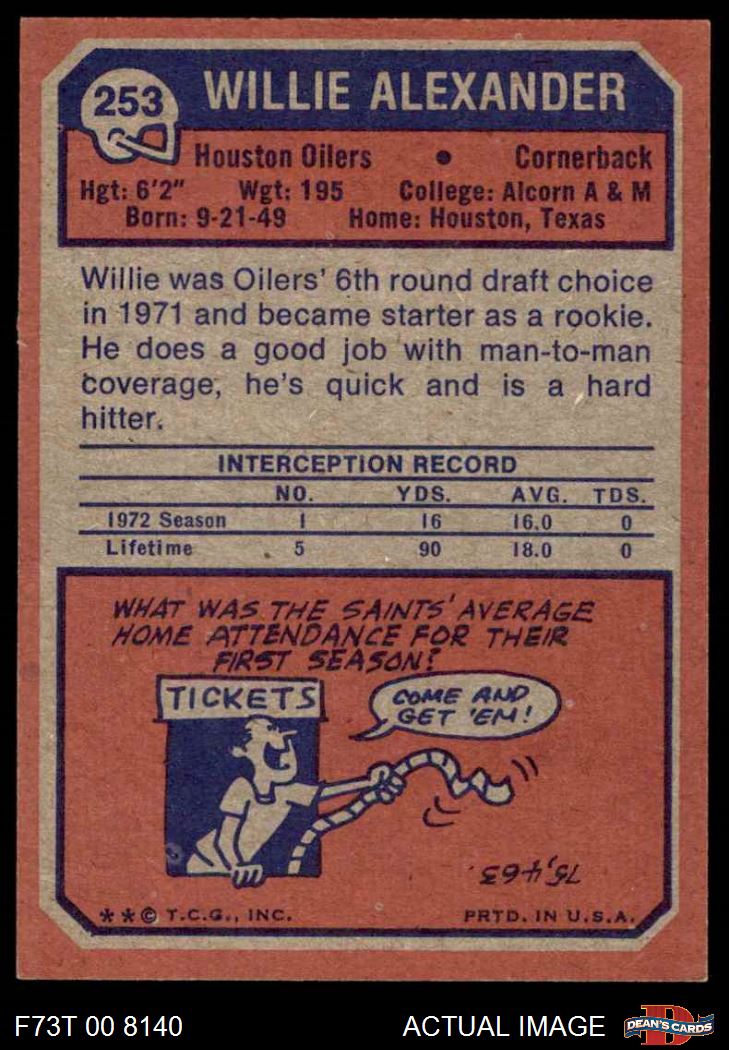 253 WILLIE ALEXANDER
Houston Oilers • Cornerback
Hgt: 6'2" Wgt: 195 College: Alcorn A & M
Born: 9-21-49 Home: Houston, Texas
Willie was Oilers' 6th round draft choice
in 1971 and became starter as a rookie.
He does a good job with man-to-man
coverage, he's quick and is a hard
hitter.
INTERCEPTION RECORD
NO. YDS. AVG. TDS.
1972 Season 1 16 16.0 0
Lifetime 5 90 18.0 0
WHAT WAS THE SAINTS' AVERAGE
HOME ATTENDANCE FOR THEIR
FIRST SEASON?
TICKETS
COME AND
GET 'EM!
75,463.
**© T.C.G., INC. PRTD. IN U.S.A.
F73T 00 8140 ACTUAL IMAGE
D
DEAN'S CARDS